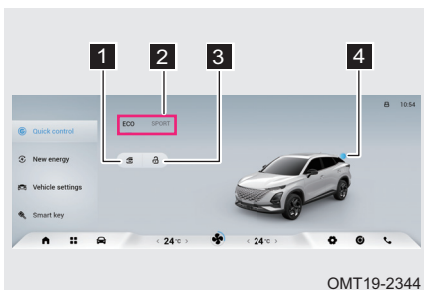 1 2 3 4
10:54
ECO SPORT
Quick control
New energy
Vehicle settings
Smart key
< 24°C > < 24°C >
OMT19-2344